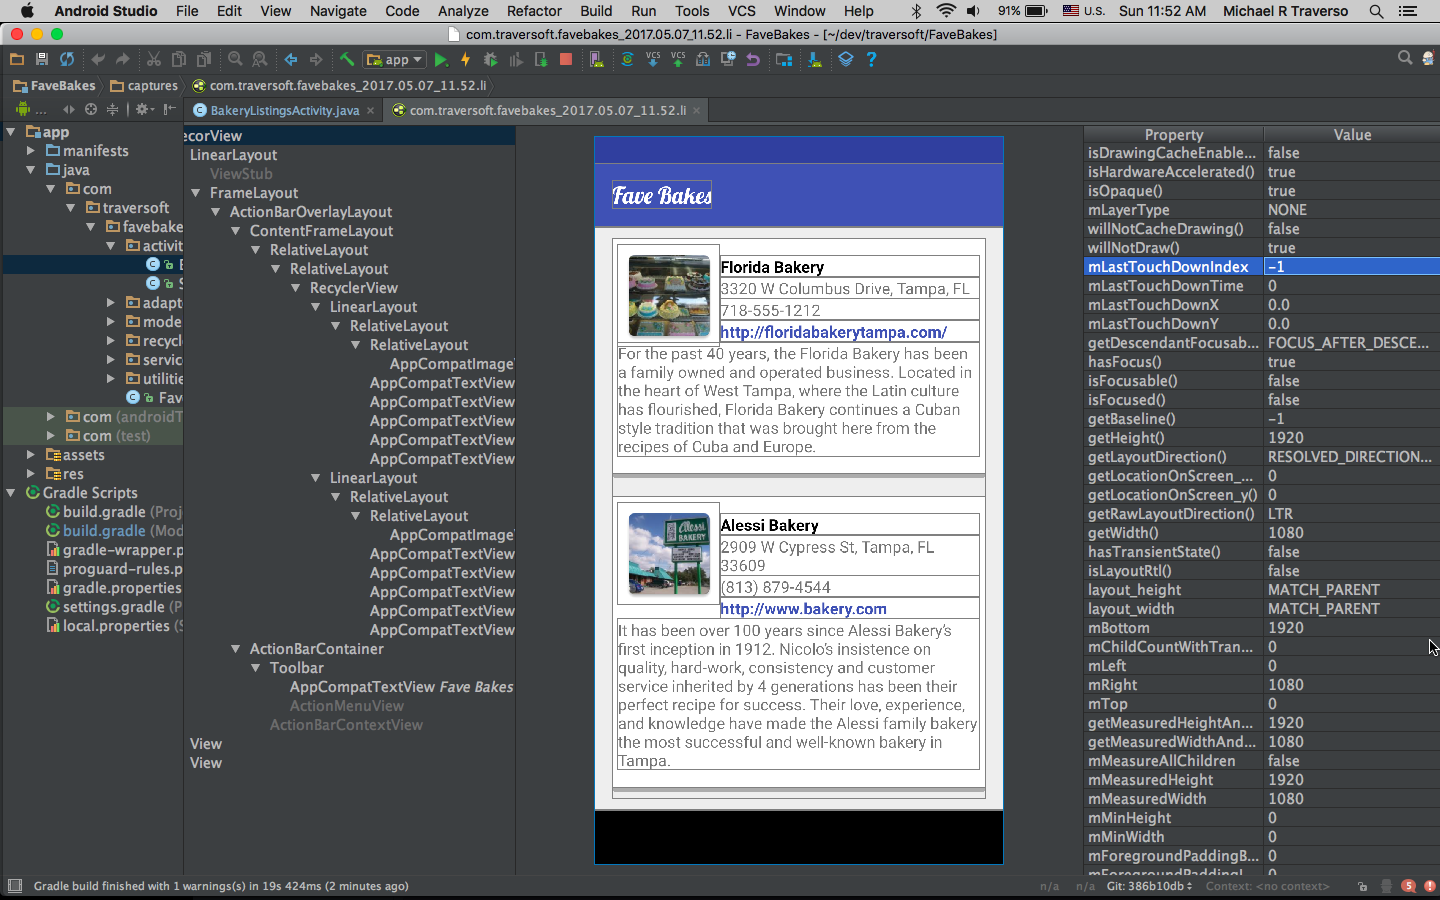 Android Studio File Edit View Navigate Code Analyze Refactor Build Run Tools VCS Window Help 91% U.S. Sun 11:52 AM Michael R Traverso
com.traversoft.favebakes_2017.05.07_11.52.li - FaveBakes - [~/dev/traversoft/FaveBakes]
app VCS VCS
FaveBakes captures com.traversoft.favebakes_2017.05.07_11.52.li
... BakeryListingsActivity.java com.traversoft.favebakes_2017.05.07_11.52.li
app
manifests
java
com
traversoft
favebake
activit
E
S
adapt
mode
recycl
servic
utilitie
Fav
com (androidT
com (test)
assets
res
Gradle Scripts
build.gradle (Proj
build.gradle (Mod
gradle-wrapper.p
proguard-rules.p
gradle.properties
settings.gradle (P
local.properties (S
ecorView
LinearLayout
ViewStub
FrameLayout
ActionBarOverlayLayout
ContentFrameLayout
RelativeLayout
RelativeLayout
RecyclerView
LinearLayout
RelativeLayout
RelativeLayout
AppCompatImage
AppCompatTextView
AppCompatTextView
AppCompatTextView
AppCompatTextView
AppCompatTextView
LinearLayout
RelativeLayout
RelativeLayout
AppCompatImage
AppCompatTextView
AppCompatTextView
AppCompatTextView
AppCompatTextView
AppCompatTextView
ActionBarContainer
Toolbar
AppCompatTextView Fave Bakes
ActionMenuView
ActionBarContextView
View
View
Fave Bakes
Florida Bakery
3320 W Columbus Drive, Tampa, FL
718-555-1212
http://floridabakerytampa.com/
For the past 40 years, the Florida Bakery has been
a family owned and operated business. Located in
the heart of West Tampa, where the Latin culture
has flourished, Florida Bakery continues a Cuban
style tradition that was brought here from the
recipes of Cuba and Europe.
Alessi
BAKERY
Alessi Bakery
2909 W Cypress St, Tampa, FL
33609
(813) 879-4544
http://www.bakery.com
It has been over 100 years since Alessi Bakery's
first inception in 1912. Nicolo's insistence on
quality, hard-work, consistency and customer
service inherited by 4 generations has been their
perfect recipe for success. Their love, experience,
and knowledge have made the Alessi family bakery
the most successful and well-known bakery in
Tampa.
Property Value
isDrawingCacheEnable... false
isHardwareAccelerated() true
isOpaque() true
mLayerType NONE
willNotCacheDrawing() false
willNotDraw() true
mLastTouchDownIndex -1
mLastTouchDownTime 0
mLastTouchDownX 0.0
mLastTouchDownY 0.0
getDescendantFocusab... FOCUS_AFTER_DESCE...
hasFocus() true
isFocusable() false
isFocused() false
getBaseline() -1
getHeight() 1920
getLayoutDirection() RESOLVED_DIRECTION...
getLocationOnScreen_... 0
getLocationOnScreen_y() 0
getRawLayoutDirection() LTR
getWidth() 1080
hasTransientState() false
isLayoutRtl() false
layout_height MATCH_PARENT
layout_width MATCH_PARENT
mBottom 1920
mChildCountWithTran... 0
mLeft 0
mRight 1080
mTop 0
getMeasuredHeightAn... 1920
getMeasuredWidthAnd... 1080
mMeasureAllChildren false
mMeasuredHeight 1920
mMeasuredWidth 1080
mMinHeight 0
mMinWidth 0
mForegroundPaddingB... 0
mForegroundPaddingL... 0
Gradle build finished with 1 warnings(s) in 19s 424ms (2 minutes ago) n/a n/a Git: 386b10db Context: <no context> 5